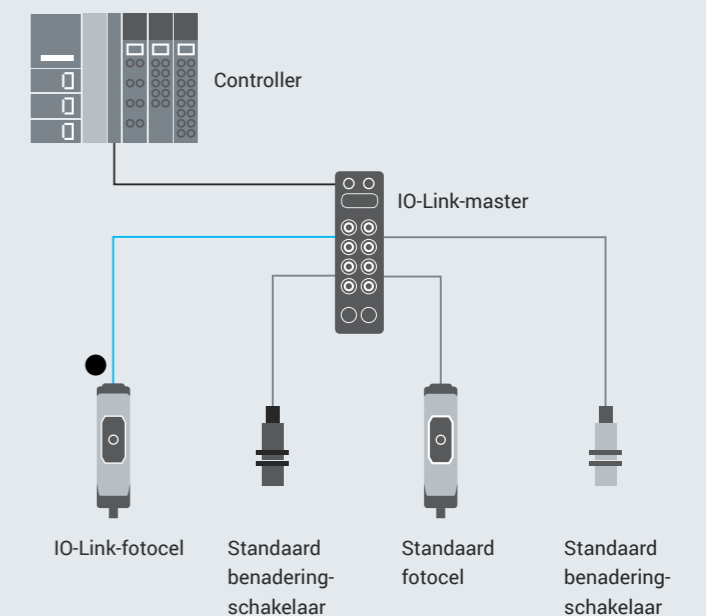 Controller
IO-Link-master
IO-Link-fotocel
Standaard
benadering-
schakelaar
Standaard
fotocel
Standaard
benadering-
schakelaar